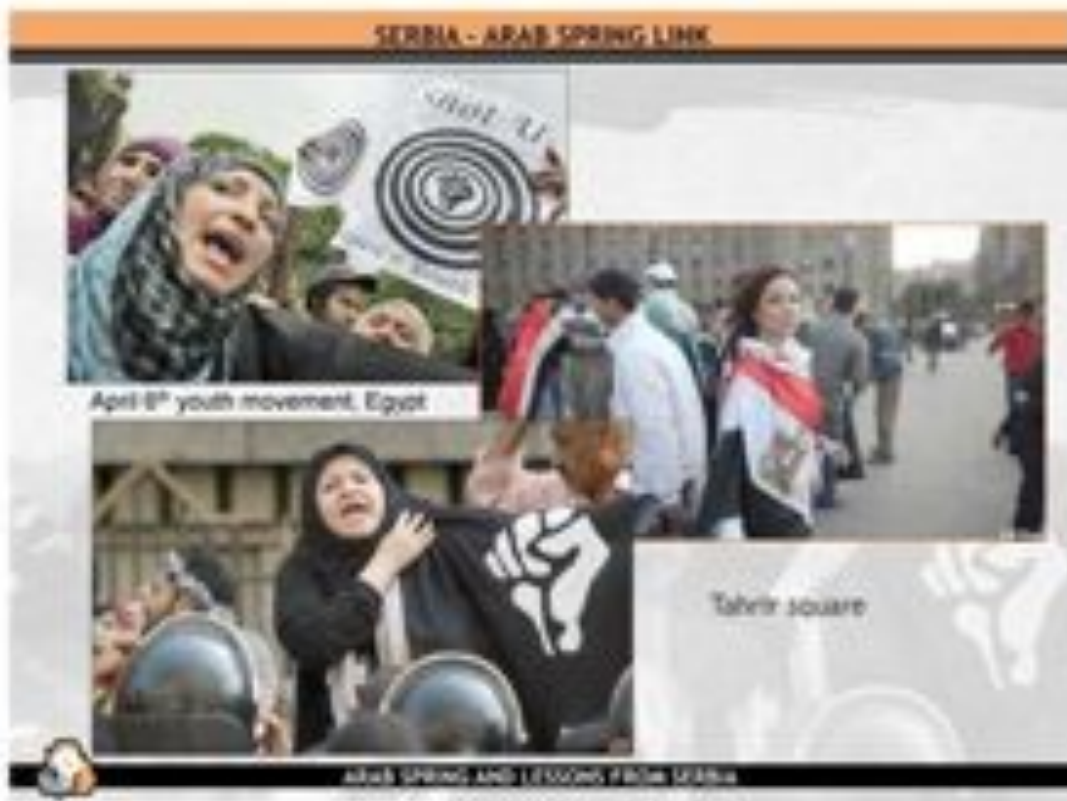 SERBIA - ARAB SPRING LINK
April 6th youth movement, Egypt
Tahrir square
ARAB SPRING AND LESSONS FROM SERBIA